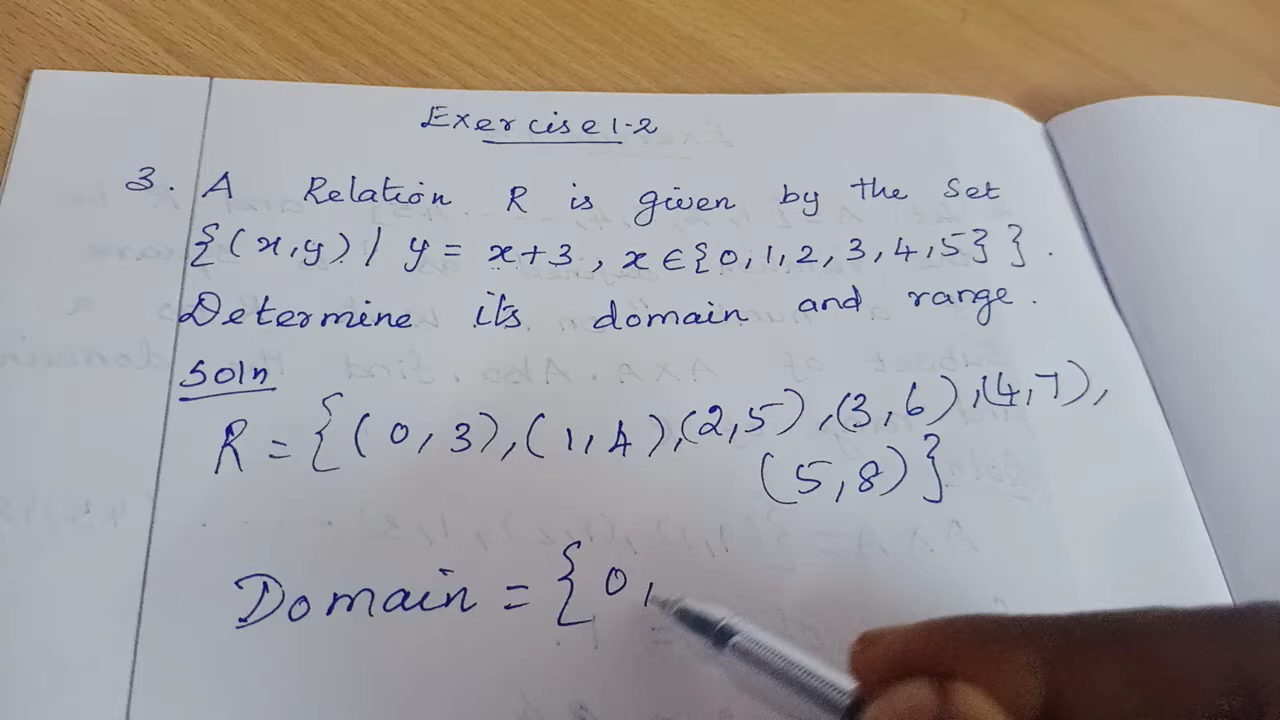 Exercise 1-2
3. A Relation R is given by the set
{(x,y) / y = x+3, x ∈ {0,1,2,3,4,5}}.
Determine its domain and range.
Soln
R = {(0,3),(1,4),(2,5),(3,6),(4,7),
(5,8)}
Domain = {0,